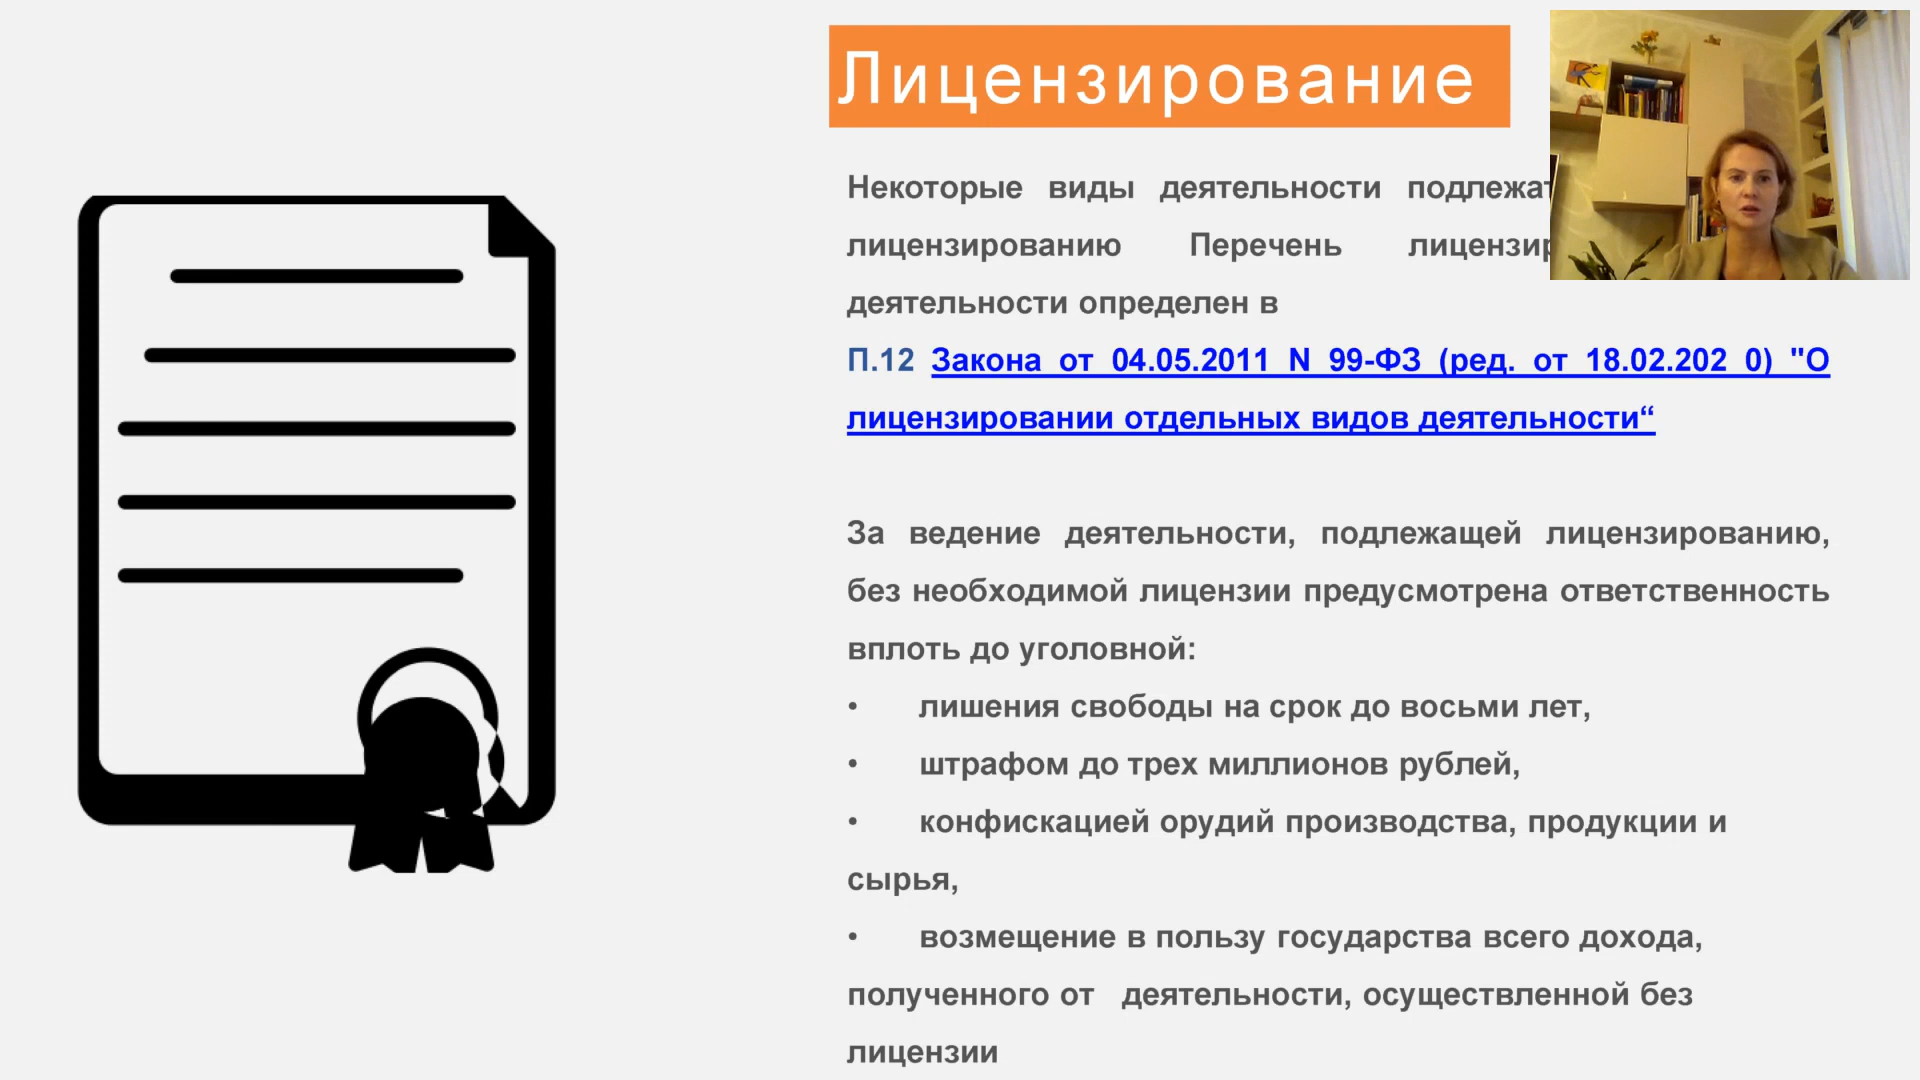 Лицензирование
Некоторые виды деятельности подлежат
лицензированию Перечень
деятельности определен в
П.12 Закона от 04.05.2011 N 99-ФЗ (ред. от 18.02.202 0) "О
лицензировании отдельных видов деятельности“
За ведение деятельности, подлежащей лицензированию,
без необходимой лицензии предусмотрена ответственность
вплоть до уголовной:
• лишения свободы на срок до восьми лет,
• штрафом до трех миллионов рублей,
• конфискацией орудий производства, продукции и
сырья,
• возмещение в пользу государства всего дохода,
полученного от деятельности, осуществленной без
лицензии